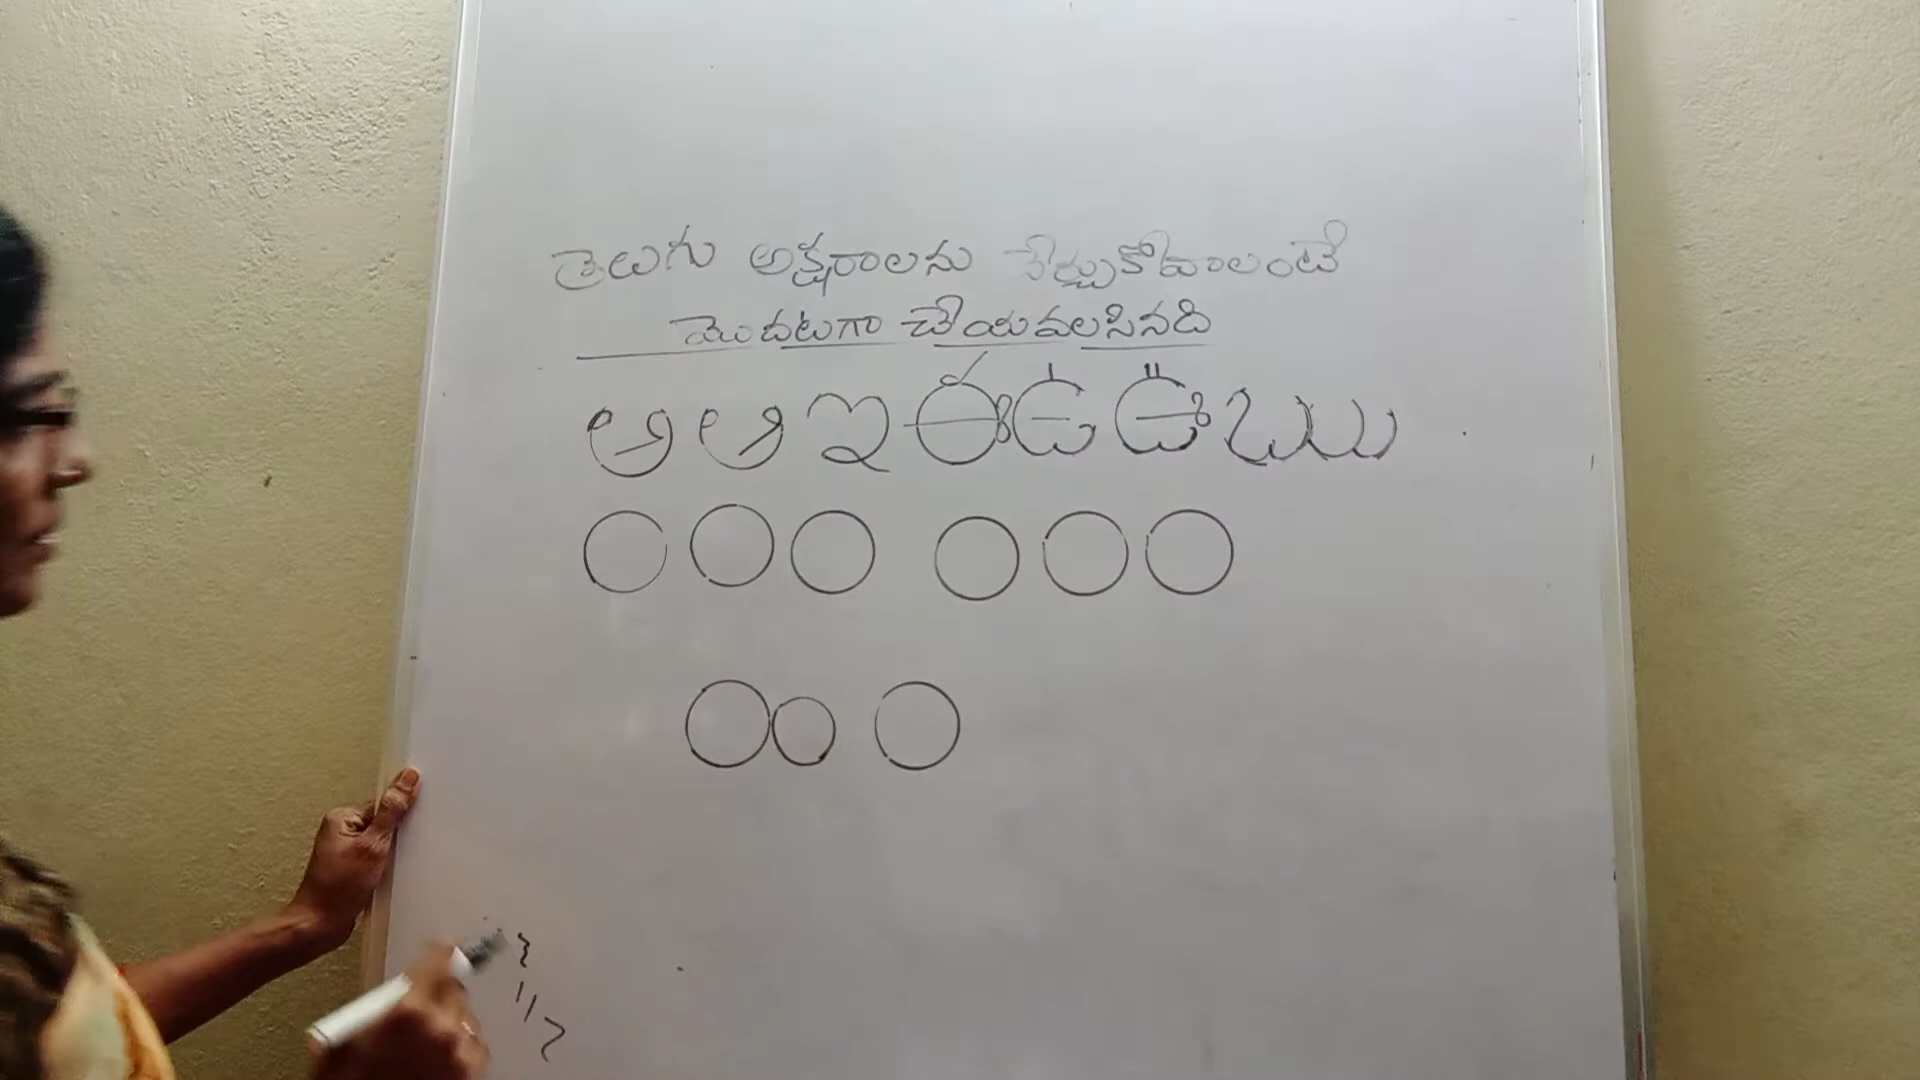 తెలుగు అక్షరాలను నేర్చుకోవాలంటే
మొదటగా చేయవలసినది
అ ఆ ఇ ఈ ఉ ఊ ఋ